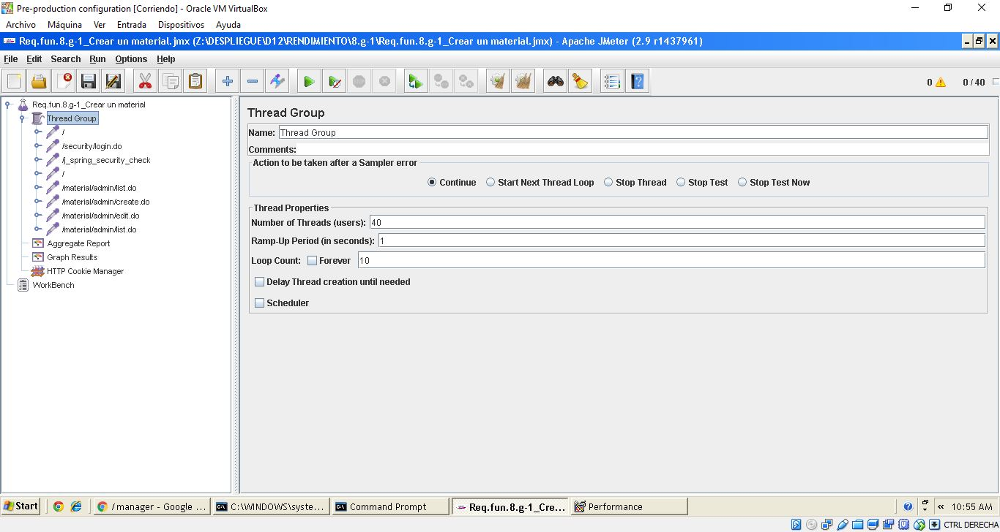 Pre-production configuration [Corriendo] - Oracle VM VirtualBox
Archivo Máquina Ver Entrada Dispositivos Ayuda
Req.fun.8.g-1_Crear un material.jmx (Z:\DESPLIEGUE\D12\RENDIMIENTO\8.g-1\Req.fun.8.g-1_Crear un material.jmx) - Apache JMeter (2.9 r1437961)
File Edit Search Run Options Help
0 0 / 40
Req.fun.8.g-1_Crear un material
Thread Group
/
/security/login.do
/j_spring_security_check
/
/material/admin/list.do
/material/admin/create.do
/material/admin/edit.do
/material/admin/list.do
Aggregate Report
Graph Results
HTTP Cookie Manager
WorkBench
Thread Group
Name: Thread Group
Comments:
Action to be taken after a Sampler error
Continue Start Next Thread Loop Stop Thread Stop Test Stop Test Now
Thread Properties
Number of Threads (users): 40
Ramp-Up Period (in seconds): 1
Loop Count: Forever 10
Delay Thread creation until needed
Scheduler
Start /manager - Google ... C:\WINDOWS\syste... Command Prompt Req.fun.8.g-1_Cre... Performance « 10:55 AM
CTRL DERECHA